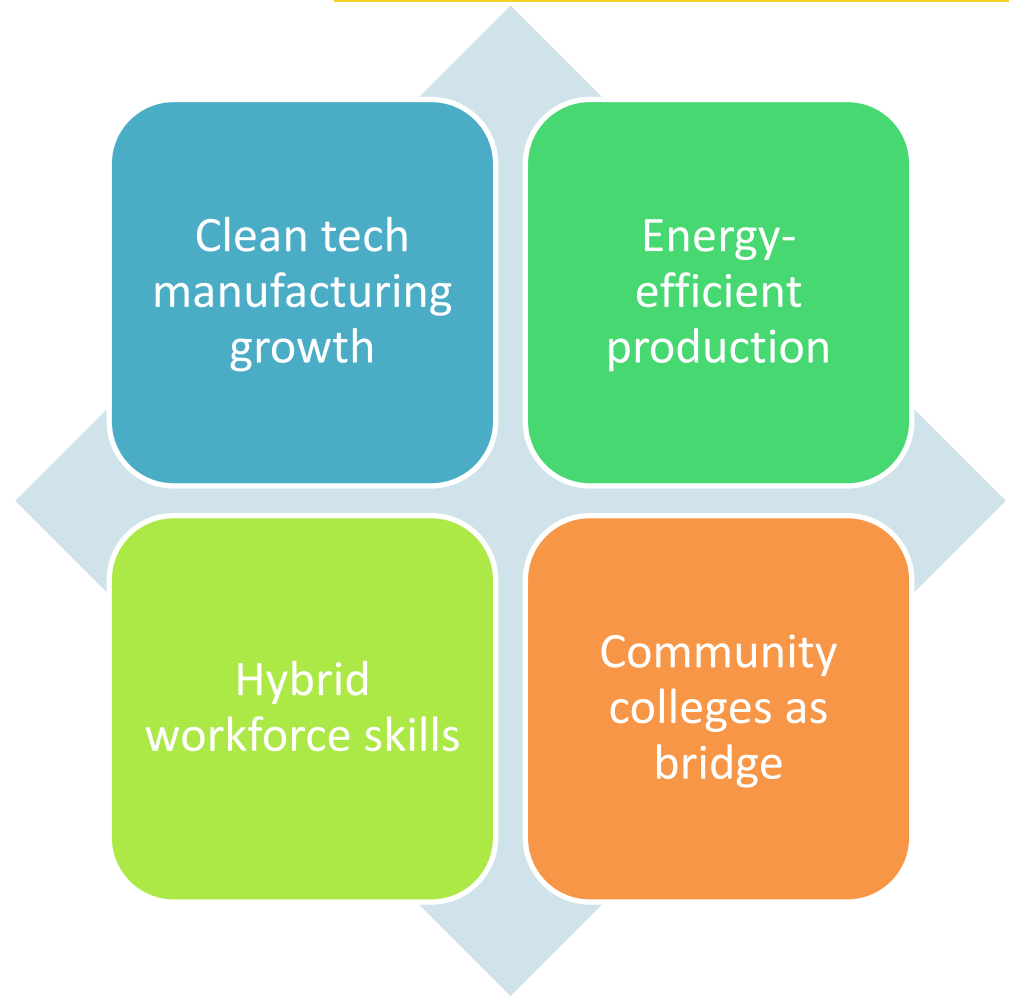 Clean tech
manufacturing
growth
Energy-
efficient
production
Hybrid
workforce skills
Community
colleges as
bridge